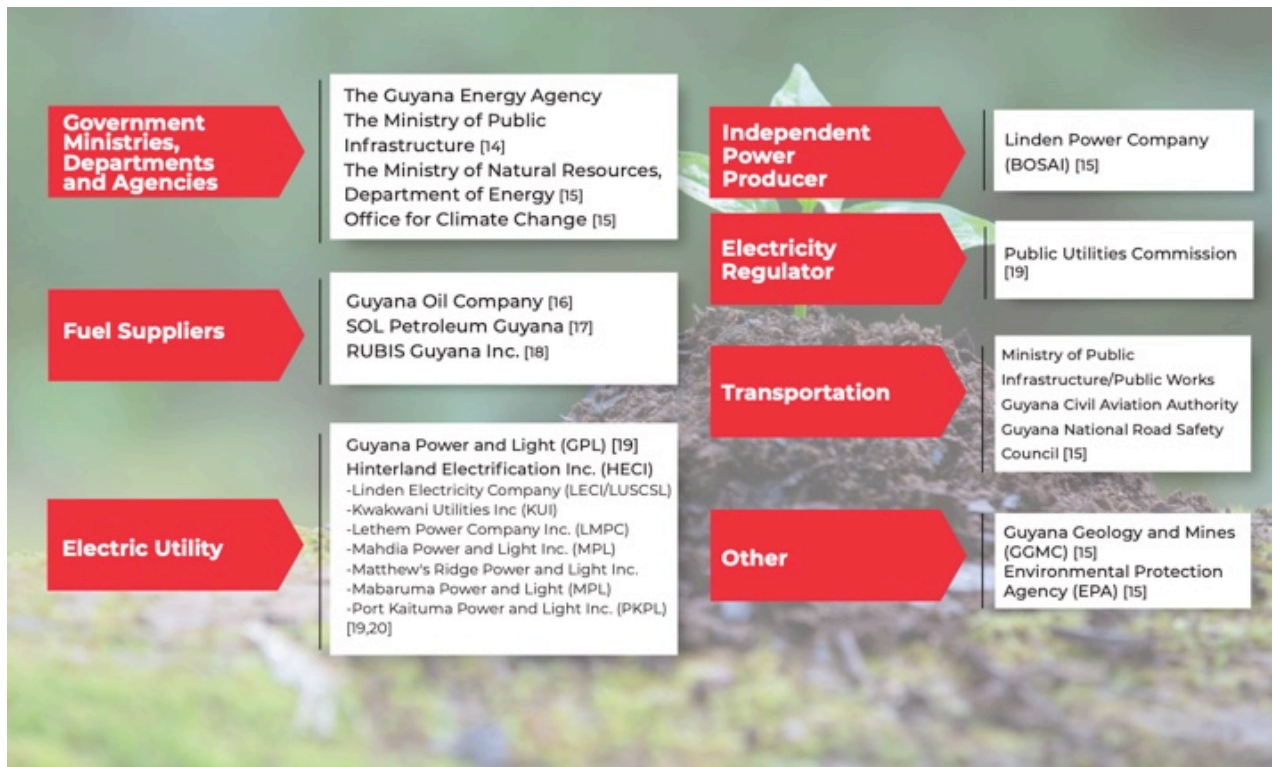 Government
Ministries,
Departments
and Agencies
The Guyana Energy Agency
The Ministry of Public
Infrastructure [14]
The Ministry of Natural Resources,
Department of Energy [15]
Office for Climate Change [15]
Fuel Suppliers
Guyana Oil Company [16]
SOL Petroleum Guyana [17]
RUBIS Guyana Inc. [18]
Electric Utility
Guyana Power and Light (GPL) [19]
Hinterland Electrification Inc. (HECI)
-Linden Electricity Company (LECI/LUSCSL)
-Kwakwani Utilities Inc (KUI)
-Lethem Power Company Inc. (LMPC)
-Mahdia Power and Light Inc. (MPL)
-Matthew's Ridge Power and Light Inc.
-Mabaruma Power and Light (MPL)
-Port Kaituma Power and Light Inc. (PKPL)
[19,20]
Independent
Power
Producer
Linden Power Company
(BOSAI) [15]
Electricity
Regulator
Public Utilities Commission
[19]
Transportation
Ministry of Public
Infrastructure/Public Works
Guyana Civil Aviation Authority
Guyana National Road Safety
Council [15]
Other
Guyana Geology and Mines
(GGMC) [15]
Environmental Protection
Agency (EPA) [15]